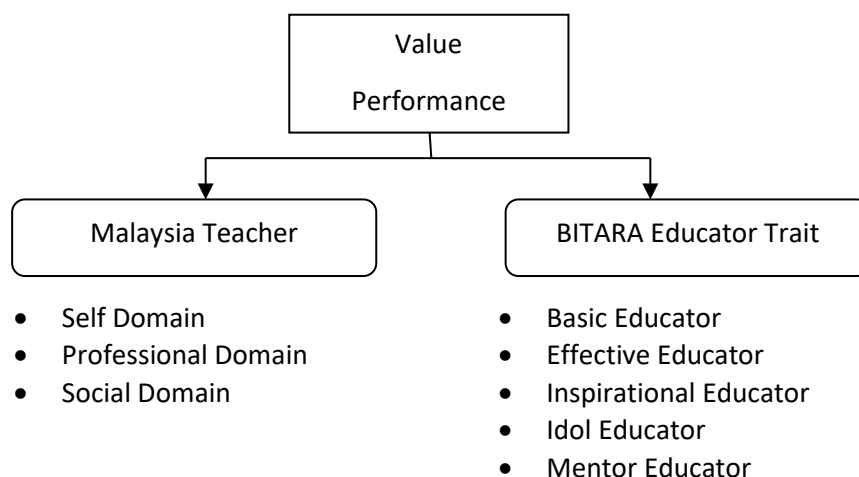 Value
Performance
Malaysia Teacher
• Self Domain
• Professional Domain
• Social Domain
BITARA Educator Trait
• Basic Educator
• Effective Educator
• Inspirational Educator
• Idol Educator
• Mentor Educator